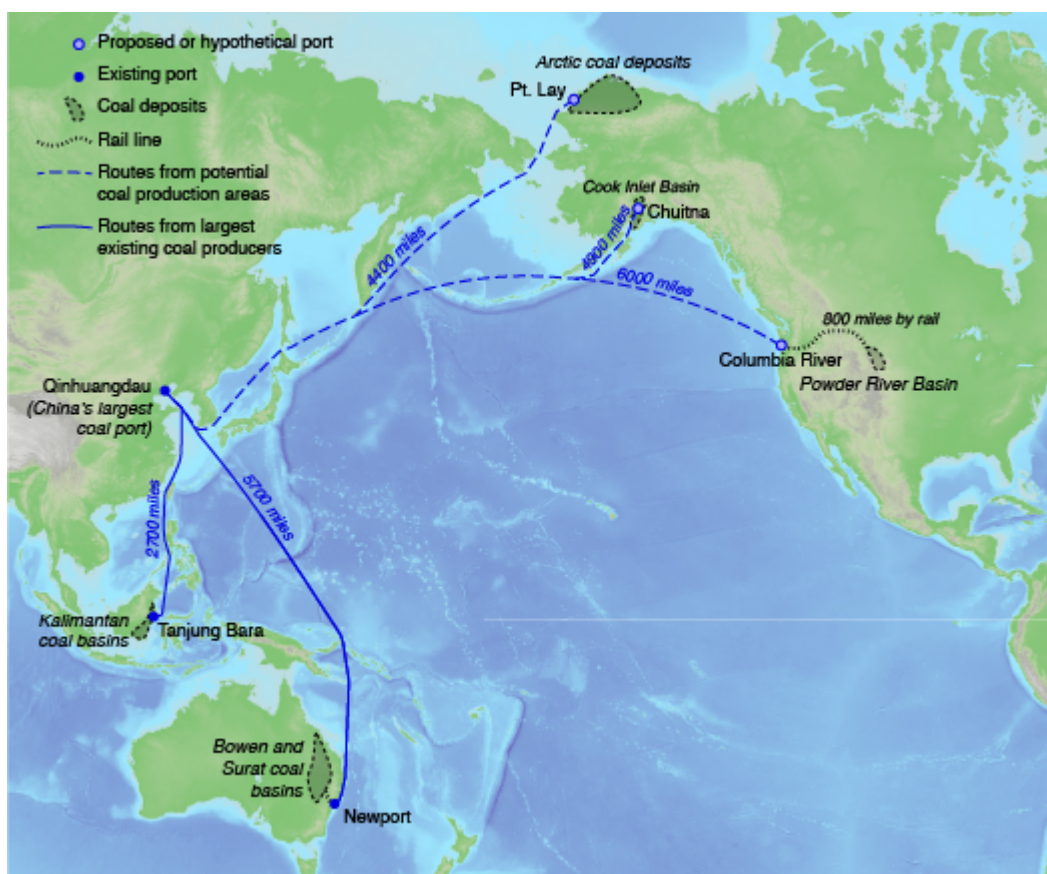 Proposed or hypothetical port
Existing port
Coal deposits
Rail line
Routes from potential
coal production areas
Routes from largest
existing coal producers
Arctic coal deposits
Pt. Lay
Cook Inlet Basin
Chuitna
4400 miles
4900 miles
6000 miles
800 miles by rail
Columbia River
Powder River Basin
Qinhuangdau
(China's largest
coal port)
5700 miles
2700 miles
Kalimantan
coal basins
Tanjung Bara
Bowen and
Surat coal
basins
Newport